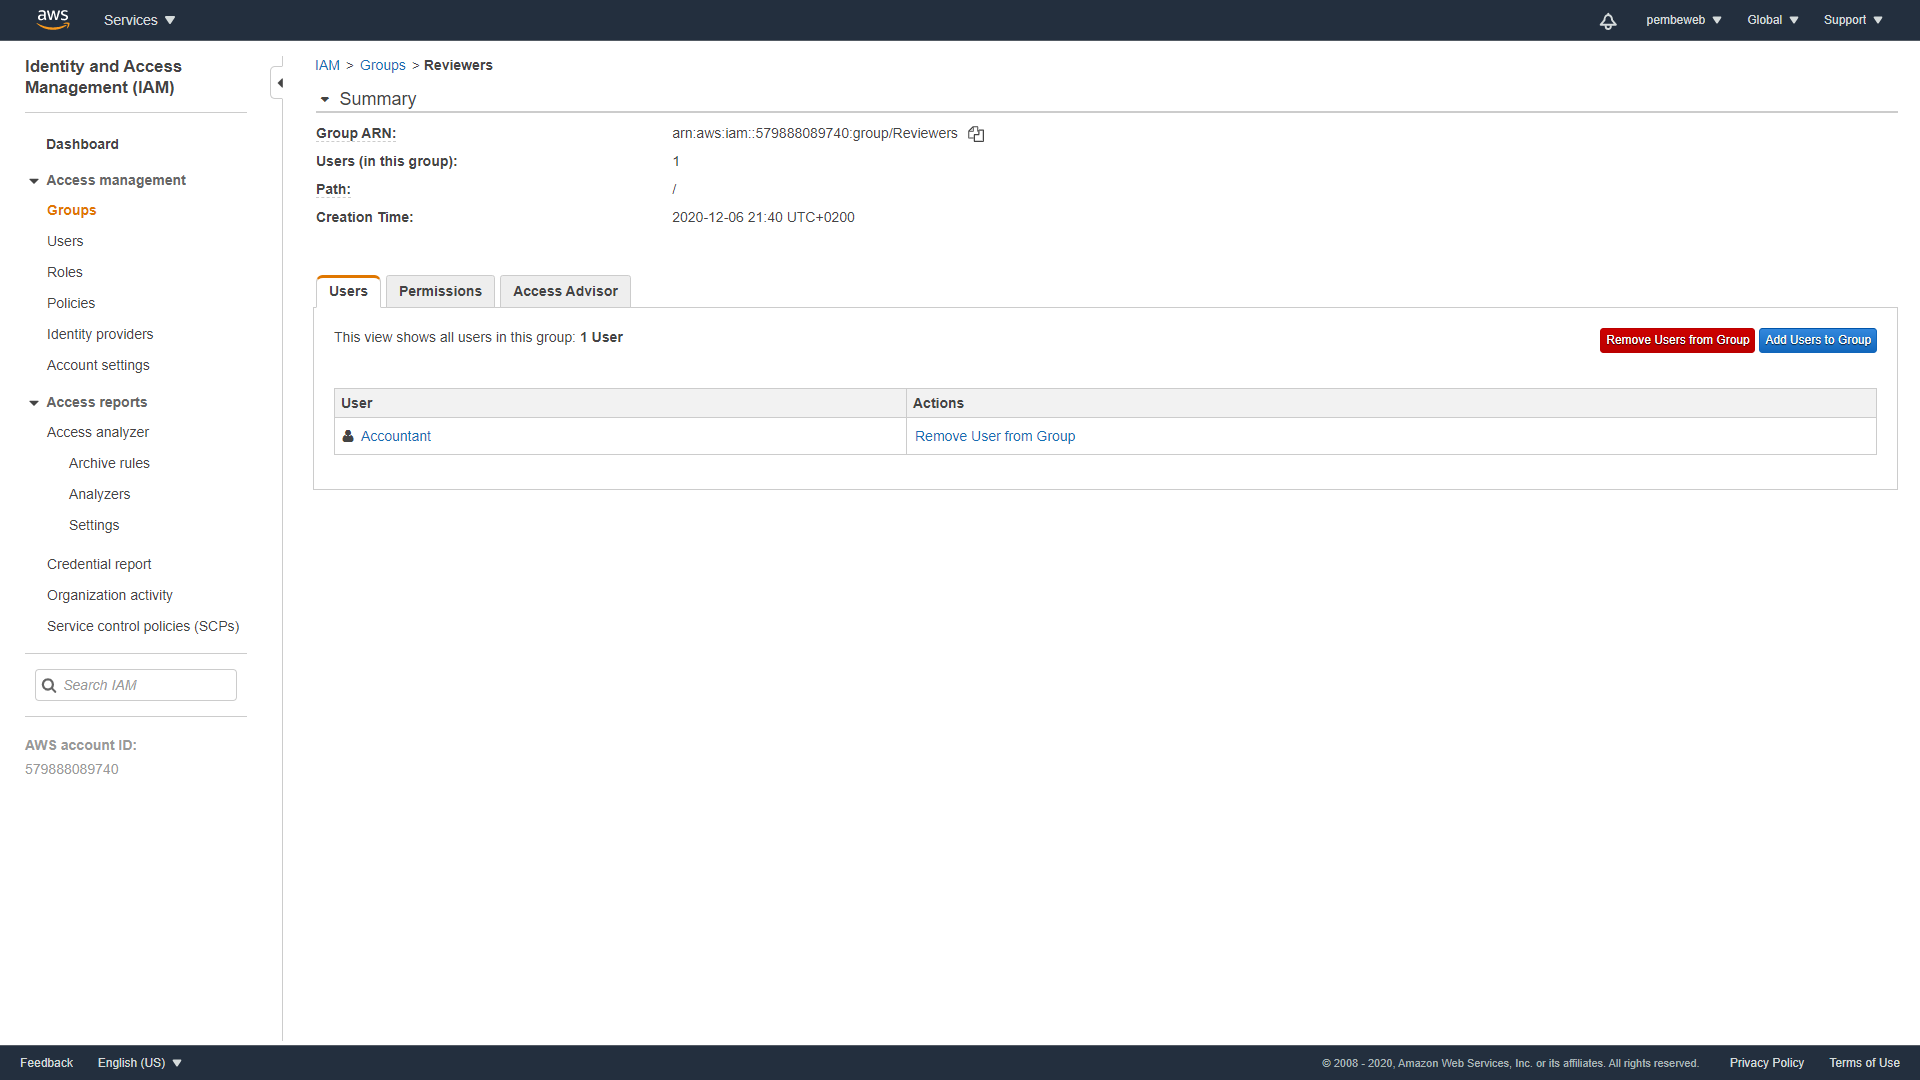 aws Services
pembeweb Global Support
Identity and Access
Management (IAM)
Dashboard
Access management
Groups
Users
Roles
Policies
Identity providers
Account settings
Access reports
Access analyzer
Archive rules
Analyzers
Settings
Credential report
Organization activity
Service control policies (SCPs)
Search IAM
AWS account ID:
579888089740
IAM > Groups > Reviewers
Summary
Group ARN: arn:aws:iam::579888089740:group/Reviewers
Users (in this group): 1
Path: /
Creation Time: 2020-12-06 21:40 UTC+0200
Users Permissions Access Advisor
This view shows all users in this group: 1 User
Remove Users from Group Add Users to Group
User Actions
Accountant Remove User from Group
Feedback English (US)
© 2008 - 2020, Amazon Web Services, Inc. or its affiliates. All rights reserved. Privacy Policy Terms of Use